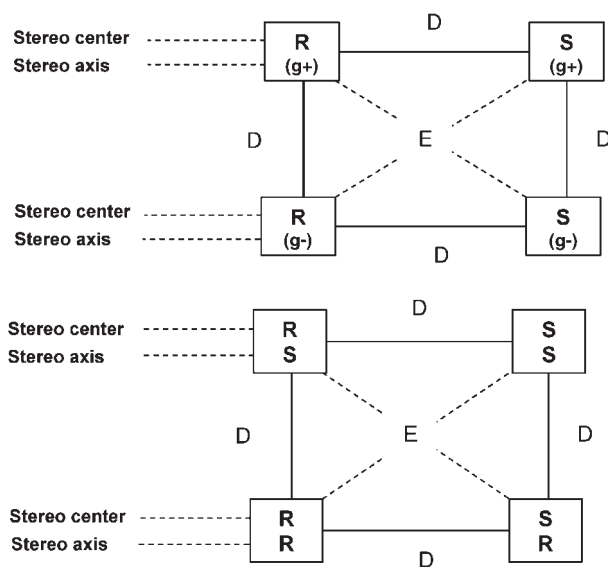 D
Stereo center R S
Stereo axis (g+) (g+)
D E D
Stereo center R S
Stereo axis (g-) (g-)
D
D
Stereo center R S
Stereo axis S S
D E D
Stereo center R S
Stereo axis R R
D